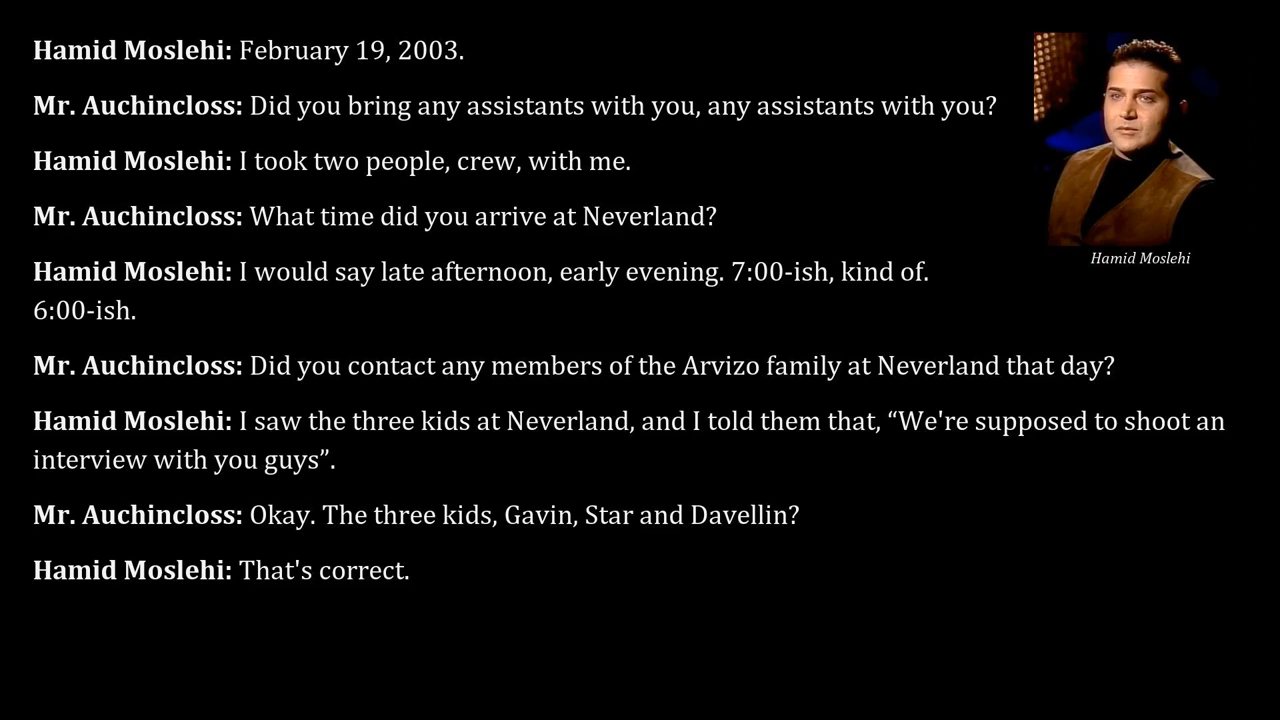 Hamid Moslehi: February 19, 2003.
Mr. Auchincloss: Did you bring any assistants with you, any assistants with you?
Hamid Moslehi: I took two people, crew, with me.
Mr. Auchincloss: What time did you arrive at Neverland?
Hamid Moslehi: I would say late afternoon, early evening. 7:00-ish, kind of.
6:00-ish.
Mr. Auchincloss: Did you contact any members of the Arvizo family at Neverland that day?
Hamid Moslehi: I saw the three kids at Neverland, and I told them that, “We're supposed to shoot an
interview with you guys”.
Mr. Auchincloss: Okay. The three kids, Gavin, Star and Davellin?
Hamid Moslehi: That's correct.
Hamid Moslehi